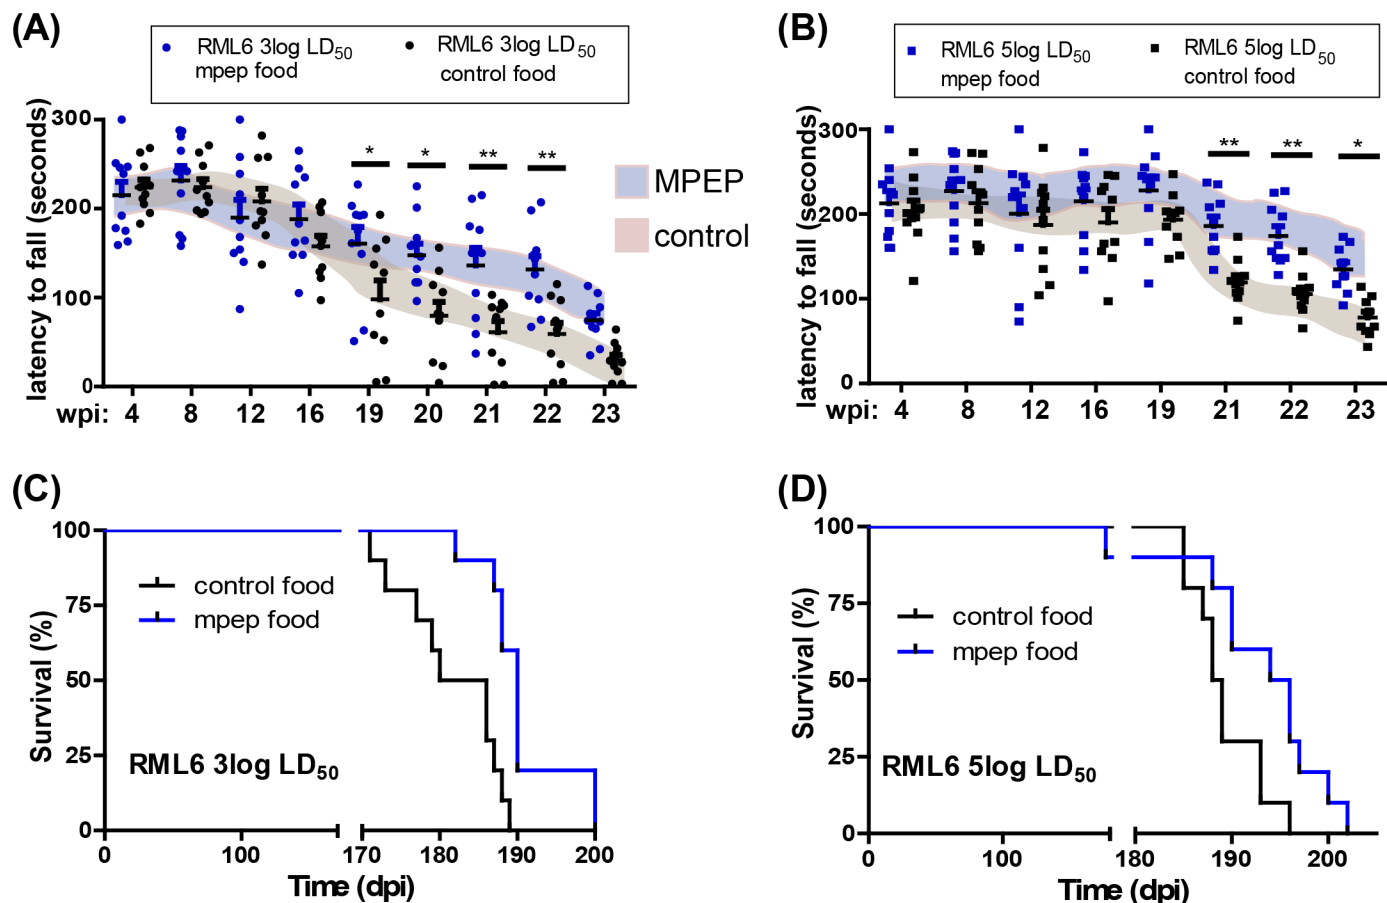 (A)
RML6 3log LD50
mpep food
RML6 3log LD50
control food
latency to fall (seconds)
300
200
100
0
* * ** **
wpi: 4 8 12 16 19 20 21 22 23
MPEP
control
(B)
RML6 5log LD50
mpep food
RML6 5log LD50
control food
latency to fall (seconds)
300
200
100
0
** ** *
wpi: 4 8 12 16 19 21 22 23
(C)
Survival (%)
100
75
50
25
0
control food
mpep food
RML6 3log LD50
0 100 170 180 190 200
Time (dpi)
(D)
Survival (%)
100
75
50
25
0
control food
mpep food
RML6 5log LD50
0 100 180 190 200
Time (dpi)